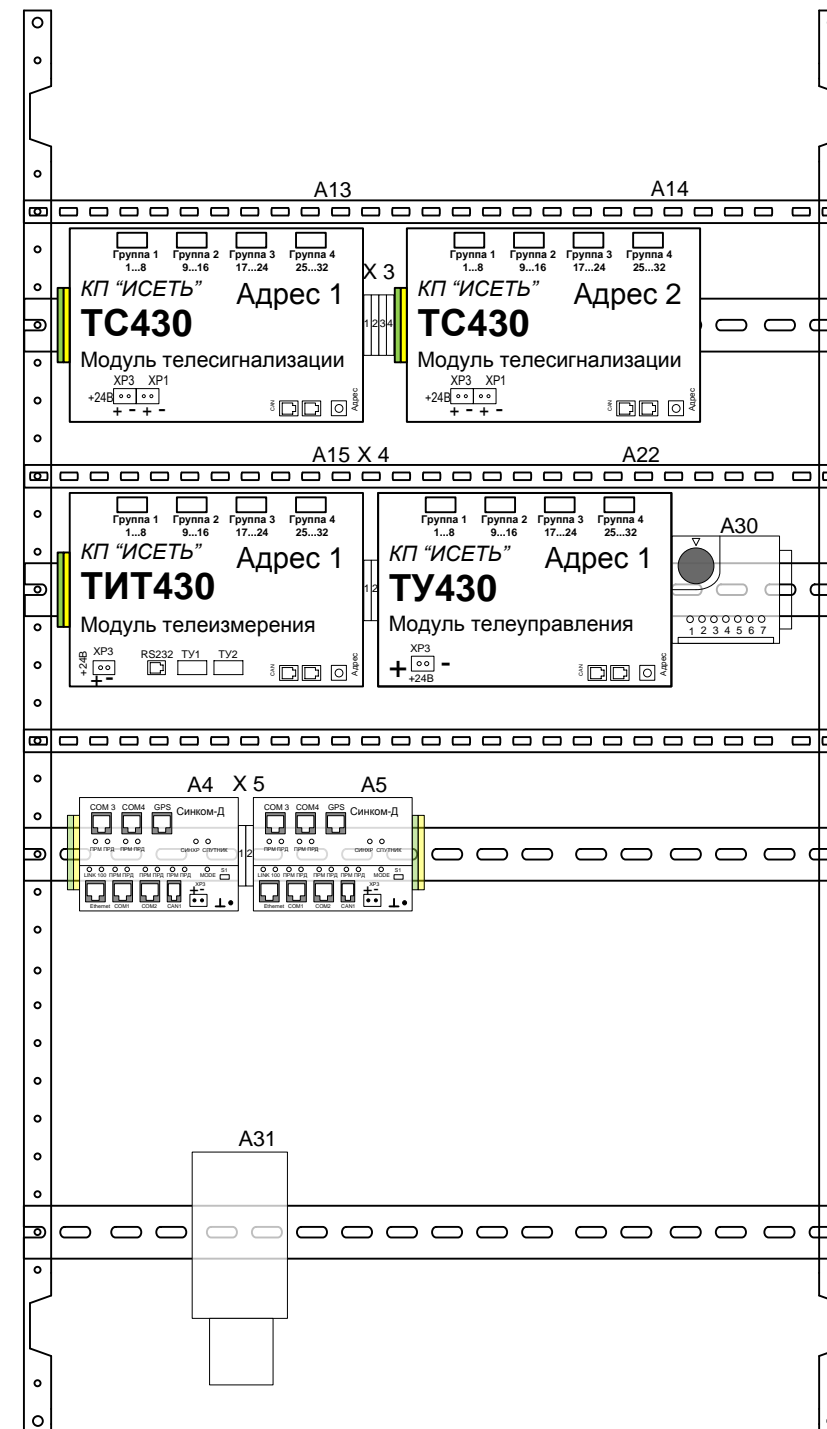 A13 A14
Группа 1 Группа 2 Группа 3 Группа 4
1...8 9...16 17...24 25...32
КП "ИСЕТЬ" Адрес 1
ТС430
Модуль телесигнализации
XP3 XP1
+24В
+ - + -
CAN Адрес
X 3
1 2 3 4
Группа 1 Группа 2 Группа 3 Группа 4
1...8 9...16 17...24 25...32
КП "ИСЕТЬ" Адрес 2
ТС430
Модуль телесигнализации
XP3 XP1
+24В
+ - + -
CAN Адрес
A15 X 4 A22
Группа 1 Группа 2 Группа 3 Группа 4
1...8 9...16 17...24 25...32
КП "ИСЕТЬ" Адрес 1
ТИТ430
Модуль телеизмерения
+24В XP3 RS232 ТУ1 ТУ2
+ -
CAN Адрес
1 2
Группа 1 Группа 2 Группа 3 Группа 4
1...8 9...16 17...24 25...32
КП "ИСЕТЬ" Адрес 1
ТУ430
Модуль телеуправления
XP3
+ -
+24В
CAN Адрес
A30
1 2 3 4 5 6 7
A4 X 5 A5
COM 3 COM4 GPS Синком-Д
ПРМ ПРД ПРМ ПРД СИНХР СПУТНИК
LINK 100 ПРМ ПРД ПРМ ПРД ПРМ ПРД MODE S1
XP3
+ -
Ethernet COM1 COM2 CAN1
1 2
COM 3 COM4 GPS Синком-Д
ПРМ ПРД ПРМ ПРД СИНХР СПУТНИК
LINK 100 ПРМ ПРД ПРМ ПРД ПРМ ПРД MODE S1
XP3
+ -
Ethernet COM1 COM2 CAN1
A31